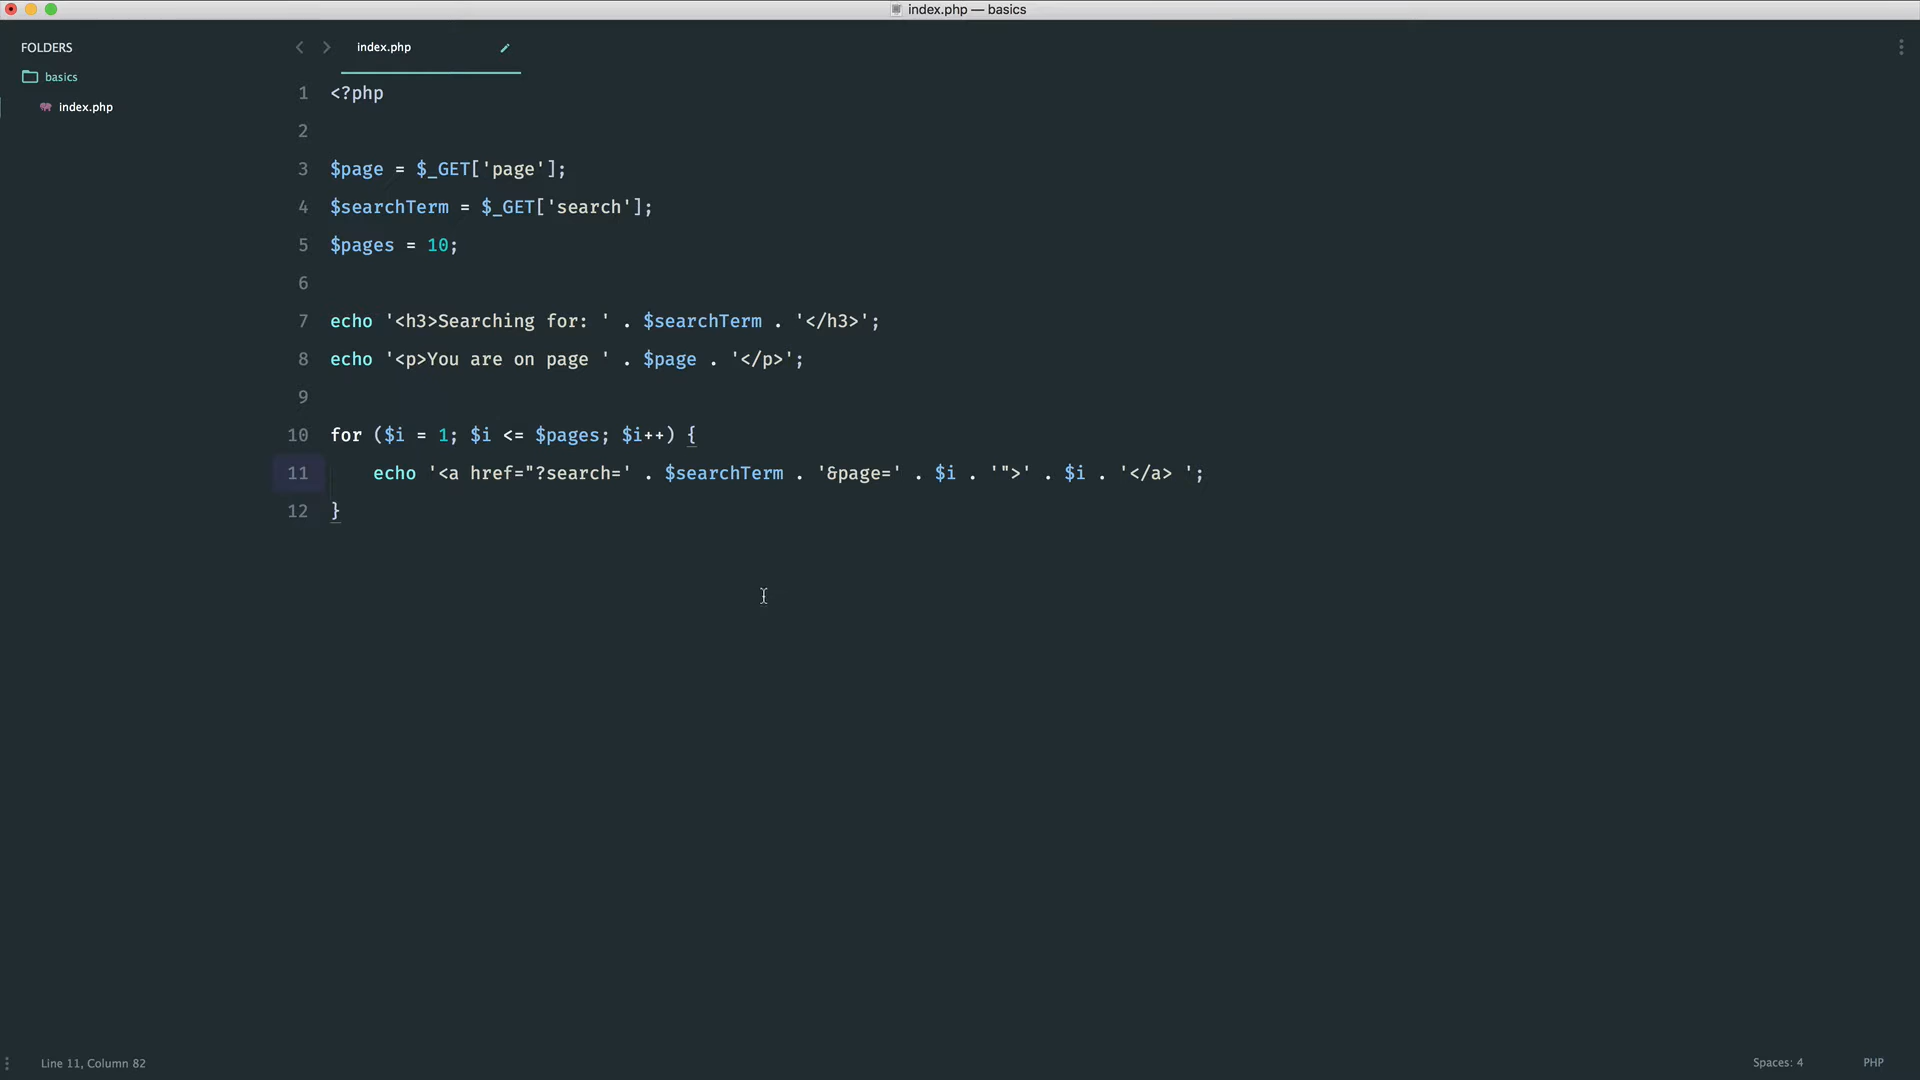 index.php — basics
FOLDERS
basics
index.php
index.php
1 <?php
2
3 $page = $_GET['page'];
4 $searchTerm = $_GET['search'];
5 $pages = 10;
6
7 echo '<h3>Searching for: ' . $searchTerm . '</h3>';
8 echo '<p>You are on page ' . $page . '</p>';
9
10 for ($i = 1; $i <= $pages; $i++) {
11     echo '<a href="?search=' . $searchTerm . '&page=' . $i . '">' . $i . '</a> ';
12 }
Line 11, Column 82
Spaces: 4
PHP